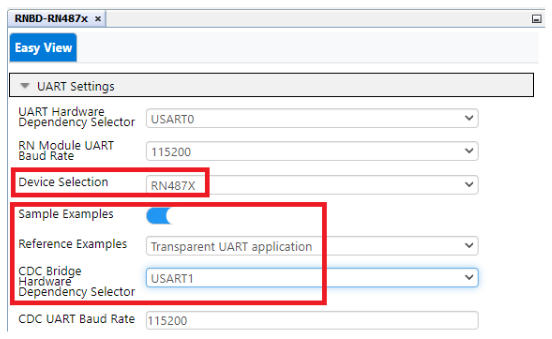 RNBD-RN487x ×
Easy View
UART Settings
UART Hardware
Dependency Selector
USART0
RN Module UART
Baud Rate
115200
Device Selection
RN487X
Sample Examples
Reference Examples
Transparent UART application
CDC Bridge
Hardware
Dependency Selector
USART1
CDC UART Baud Rate
115200